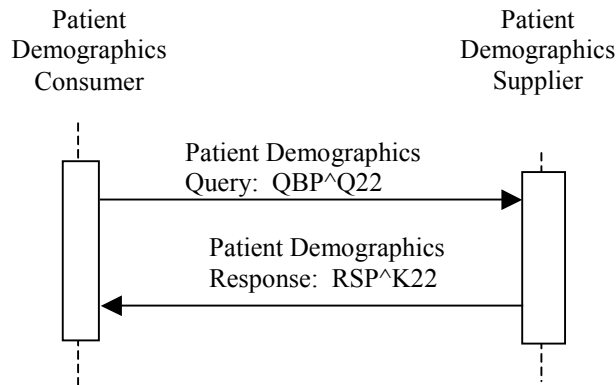 Patient
Demographics
Consumer
Patient
Demographics
Supplier
Patient Demographics
Query:  QBP^Q22
Patient Demographics
Response:  RSP^K22